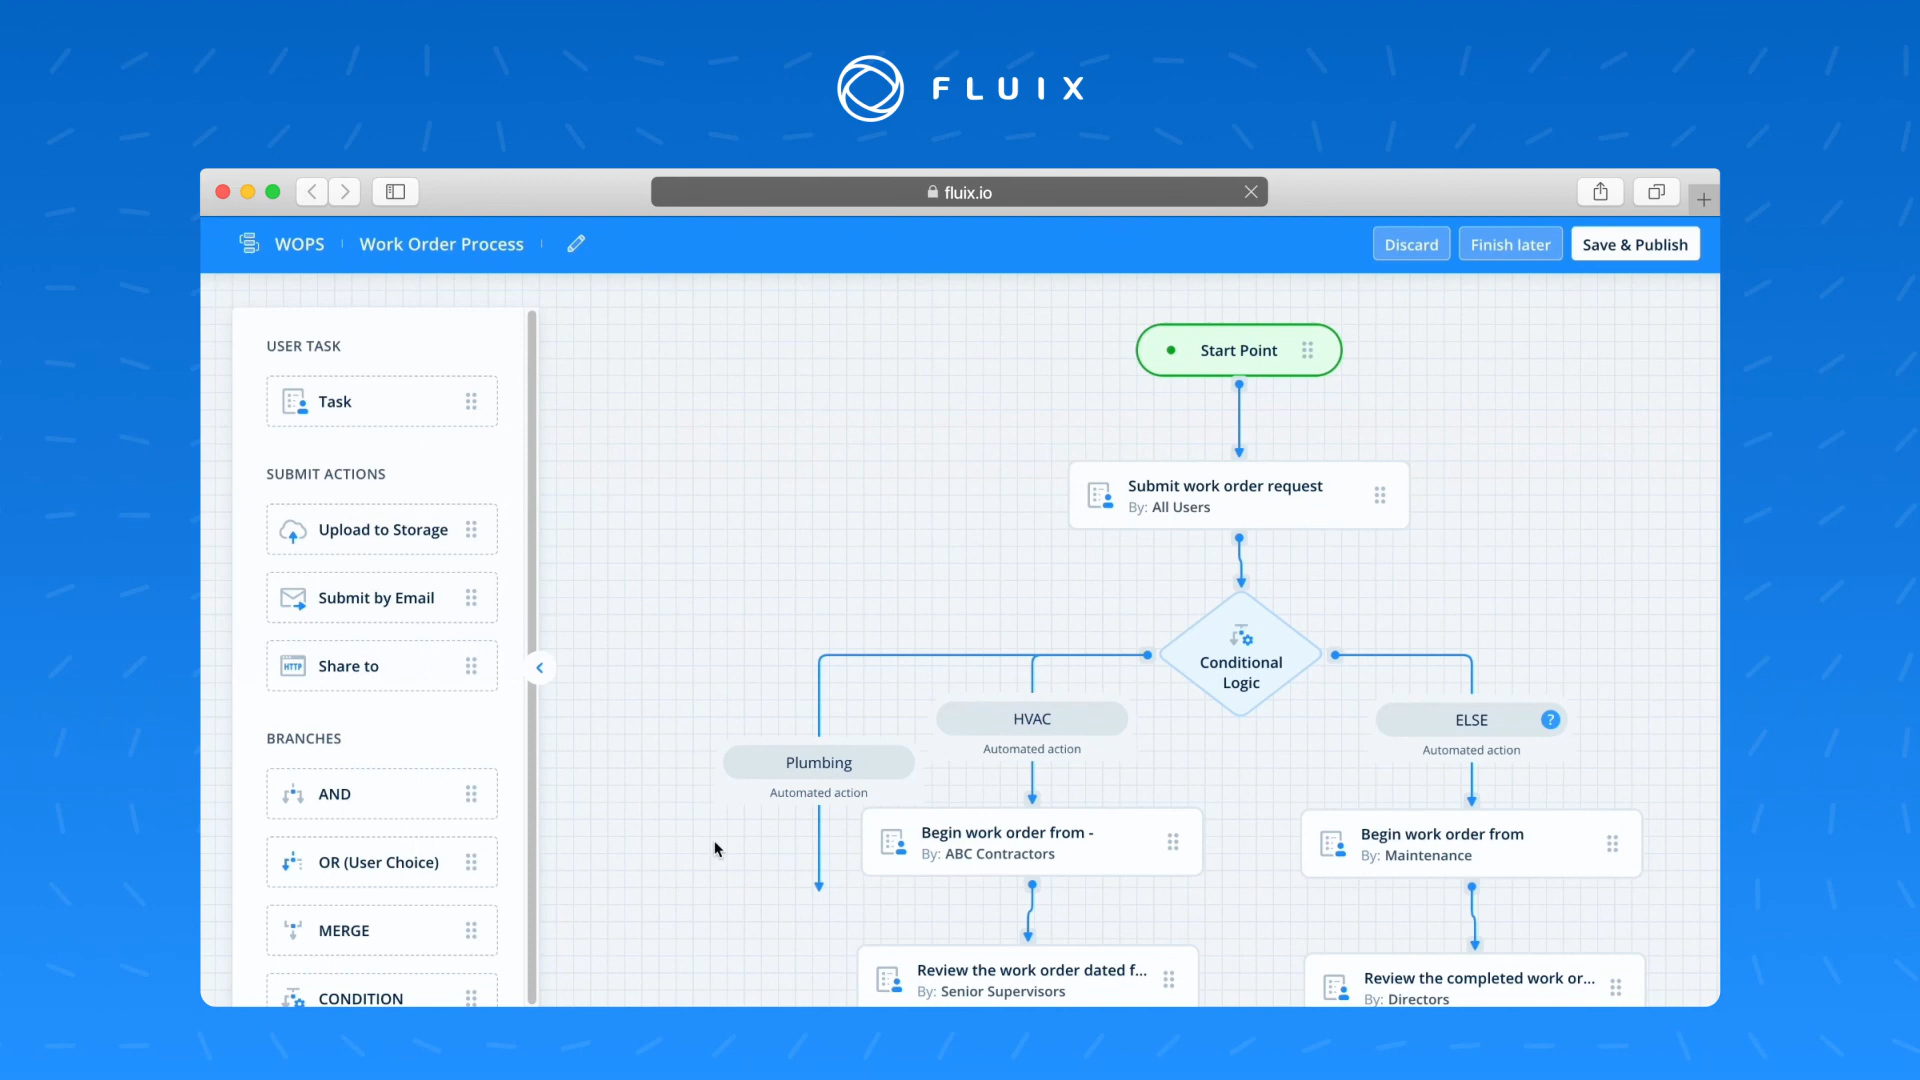 FLUIX
fluix.io
WOPS
Work Order Process
Discard
Finish later
Save & Publish
USER TASK
Task
SUBMIT ACTIONS
Upload to Storage
Submit by Email
HTTP
Share to
BRANCHES
AND
OR (User Choice)
MERGE
CONDITION
Start Point
Submit work order request
By: All Users
Conditional
Logic
HVAC
Automated action
ELSE
?
Automated action
Plumbing
Automated action
Begin work order from -
By: ABC Contractors
Begin work order from
By: Maintenance
Review the work order dated f...
By: Senior Supervisors
Review the completed work or...
By: Directors